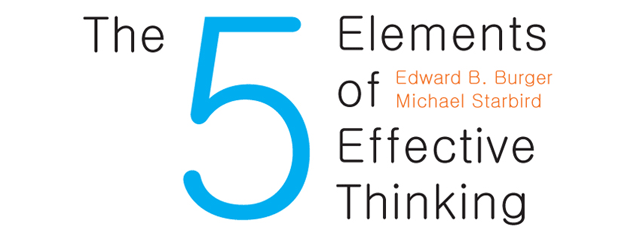 The 5 Elements
of Edward B. Burger
Michael Starbird
Effective
Thinking